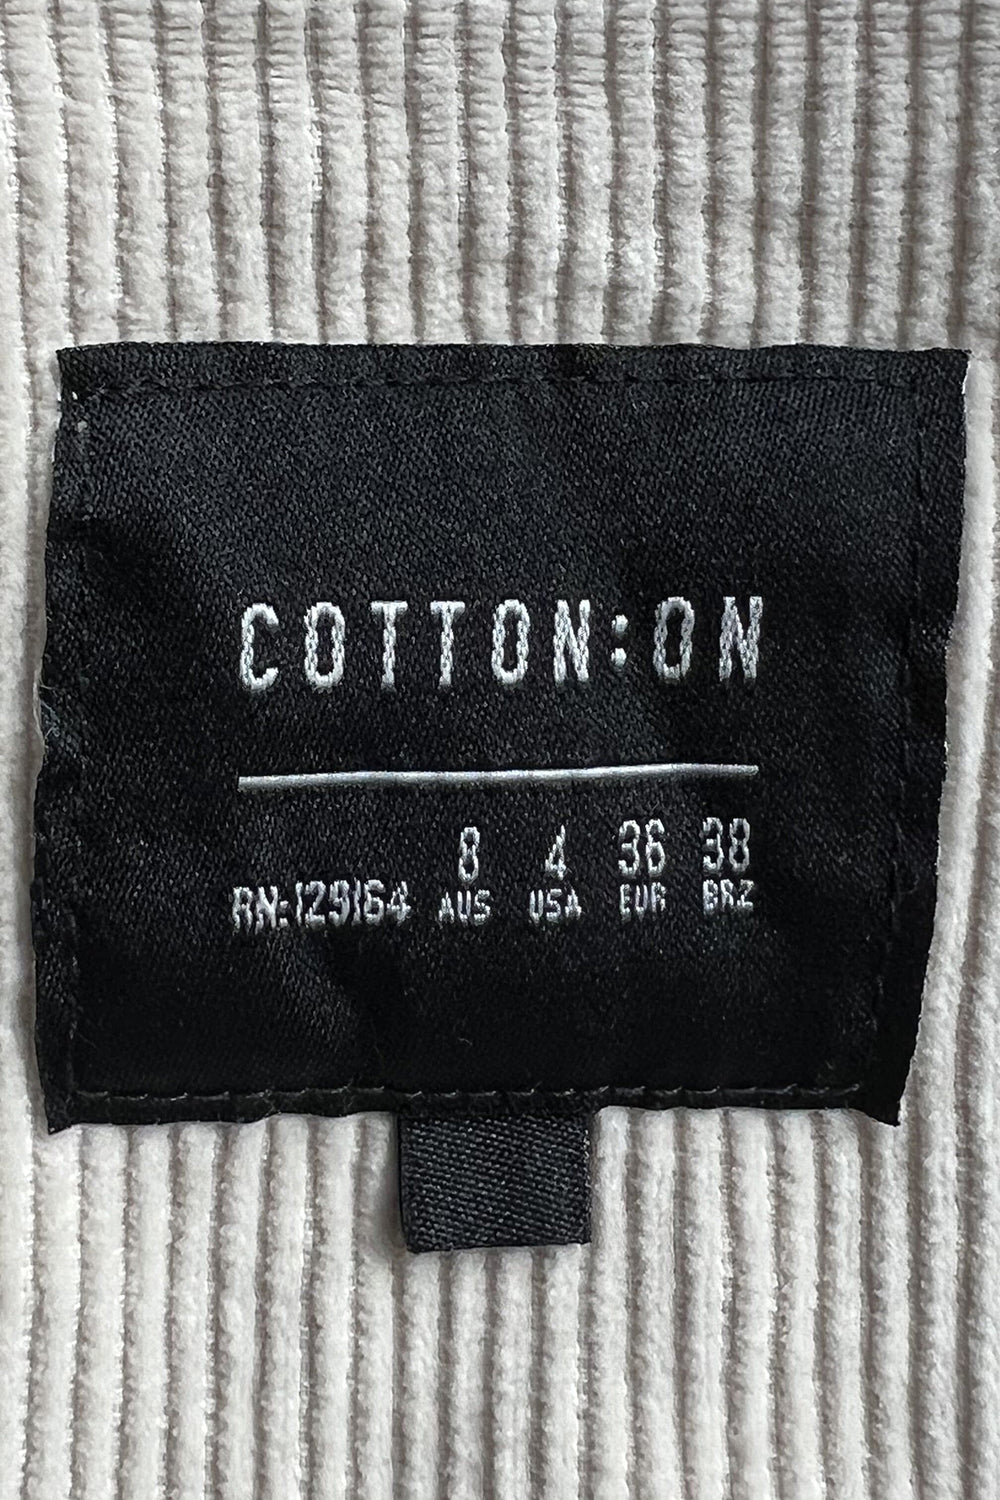 COTTON:ON
8 4 36 38
RN:129164 AUS USA EUR BRZ